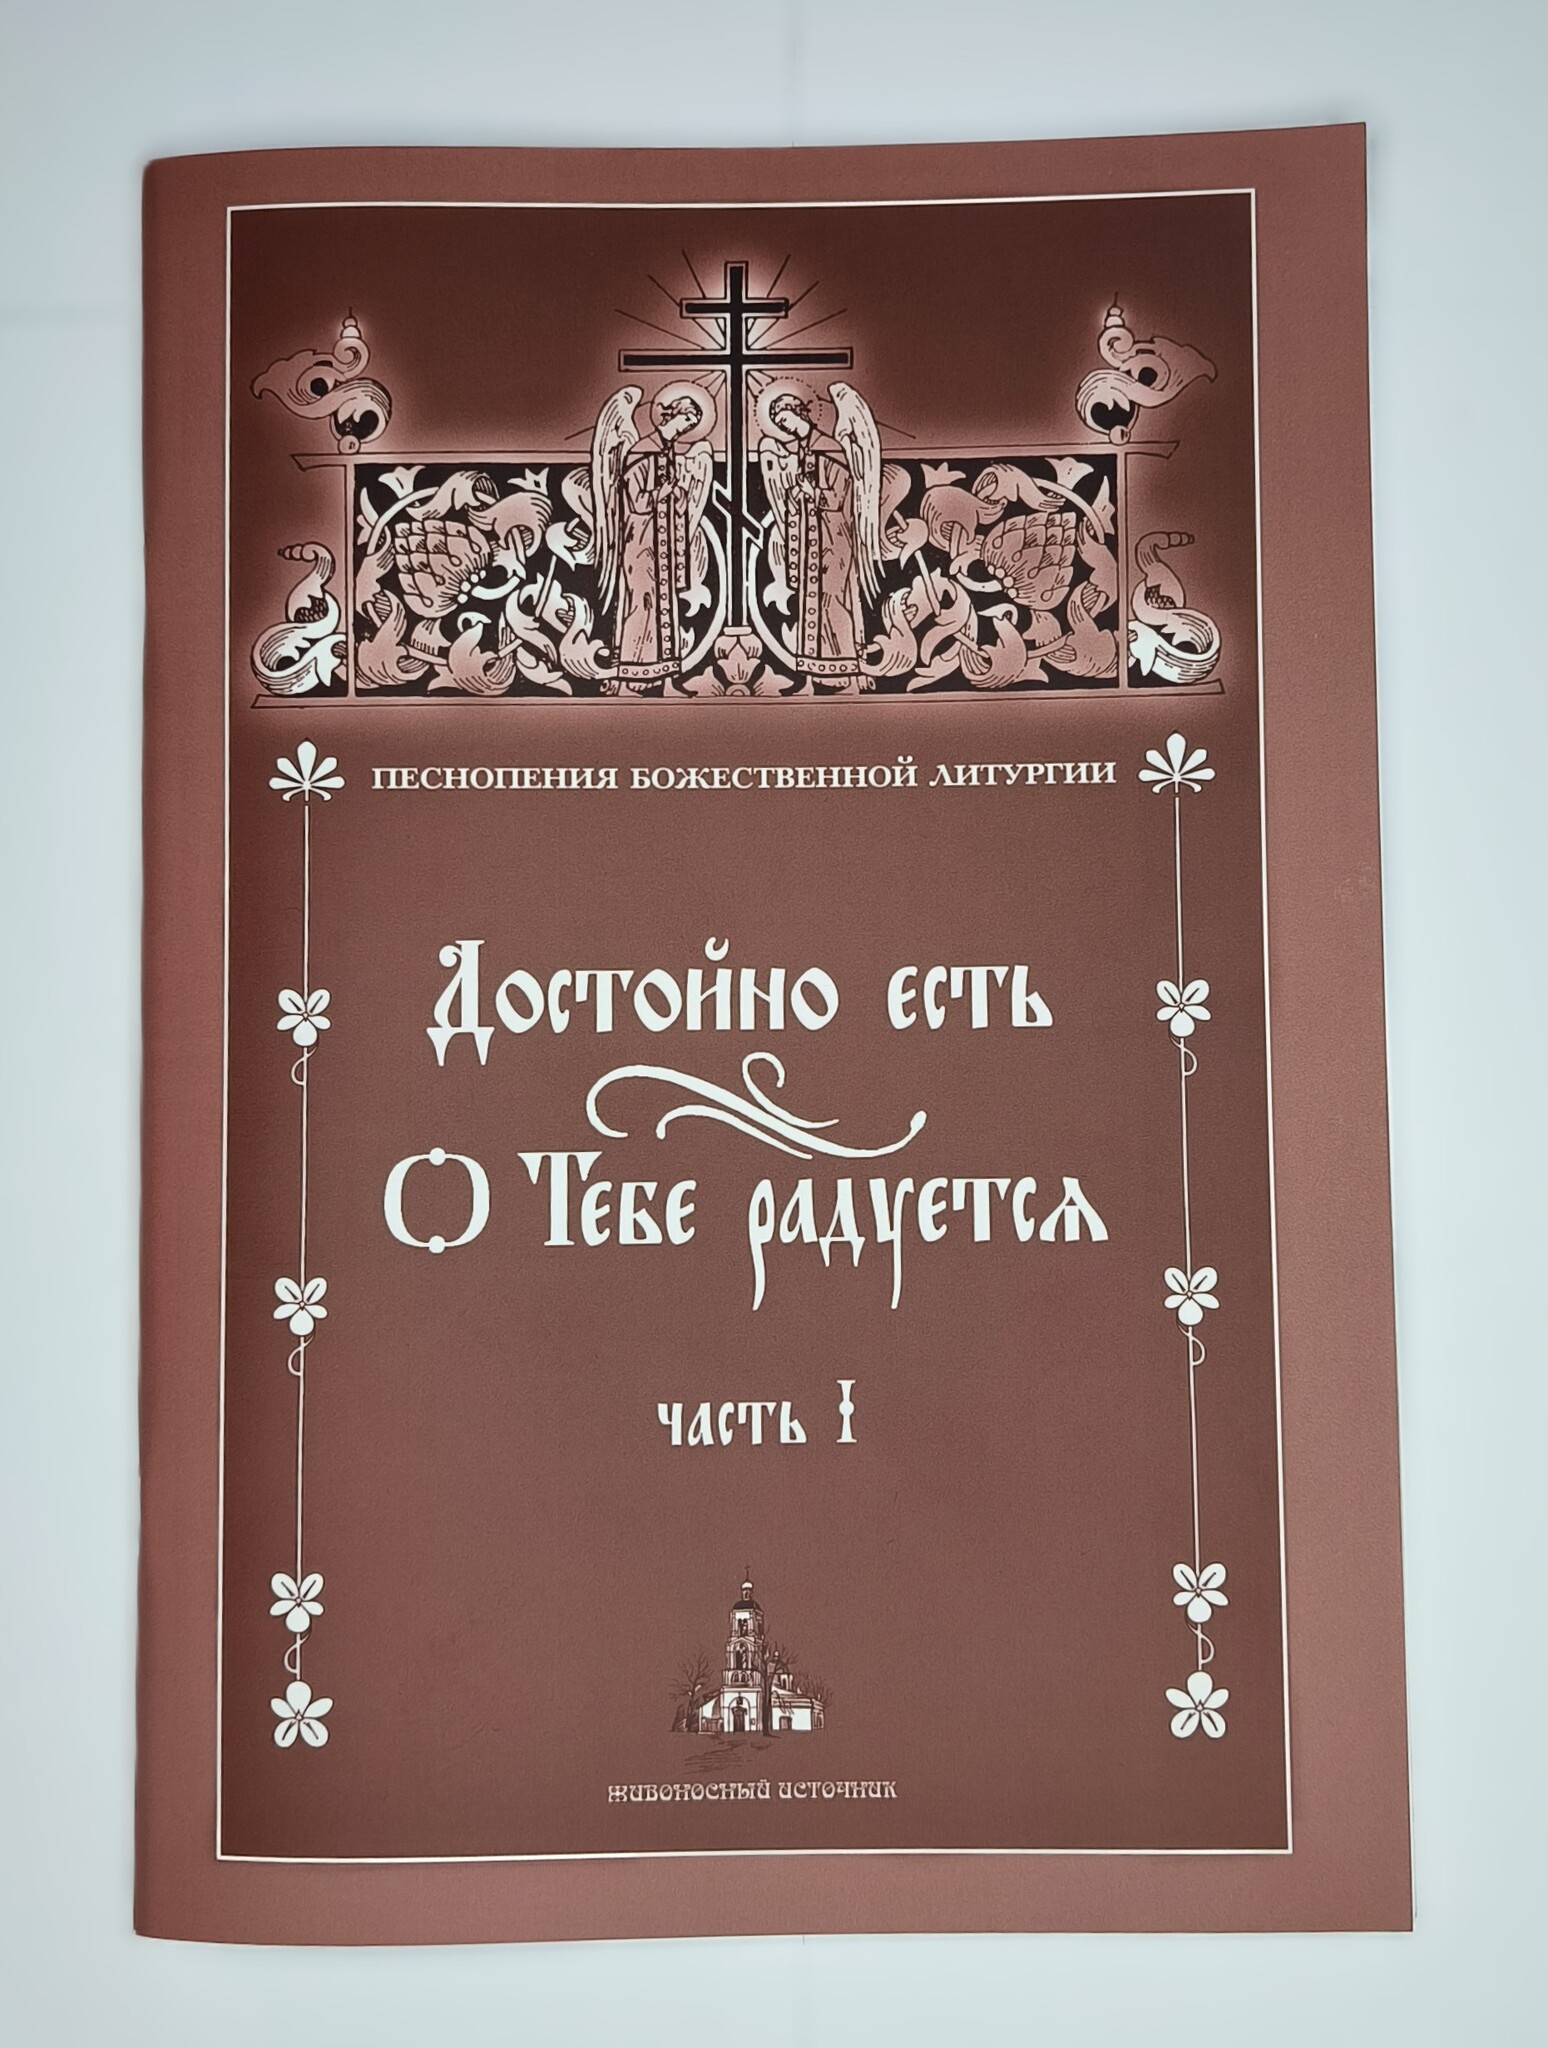 ПЕСНОПЕНИЯ БОЖЕСТВЕННОЙ ЛИТУРГИИ
Достойно есть
О Тебе радуется
часть I
ЖИВОНОСНЫЙ ИСТОЧНИК